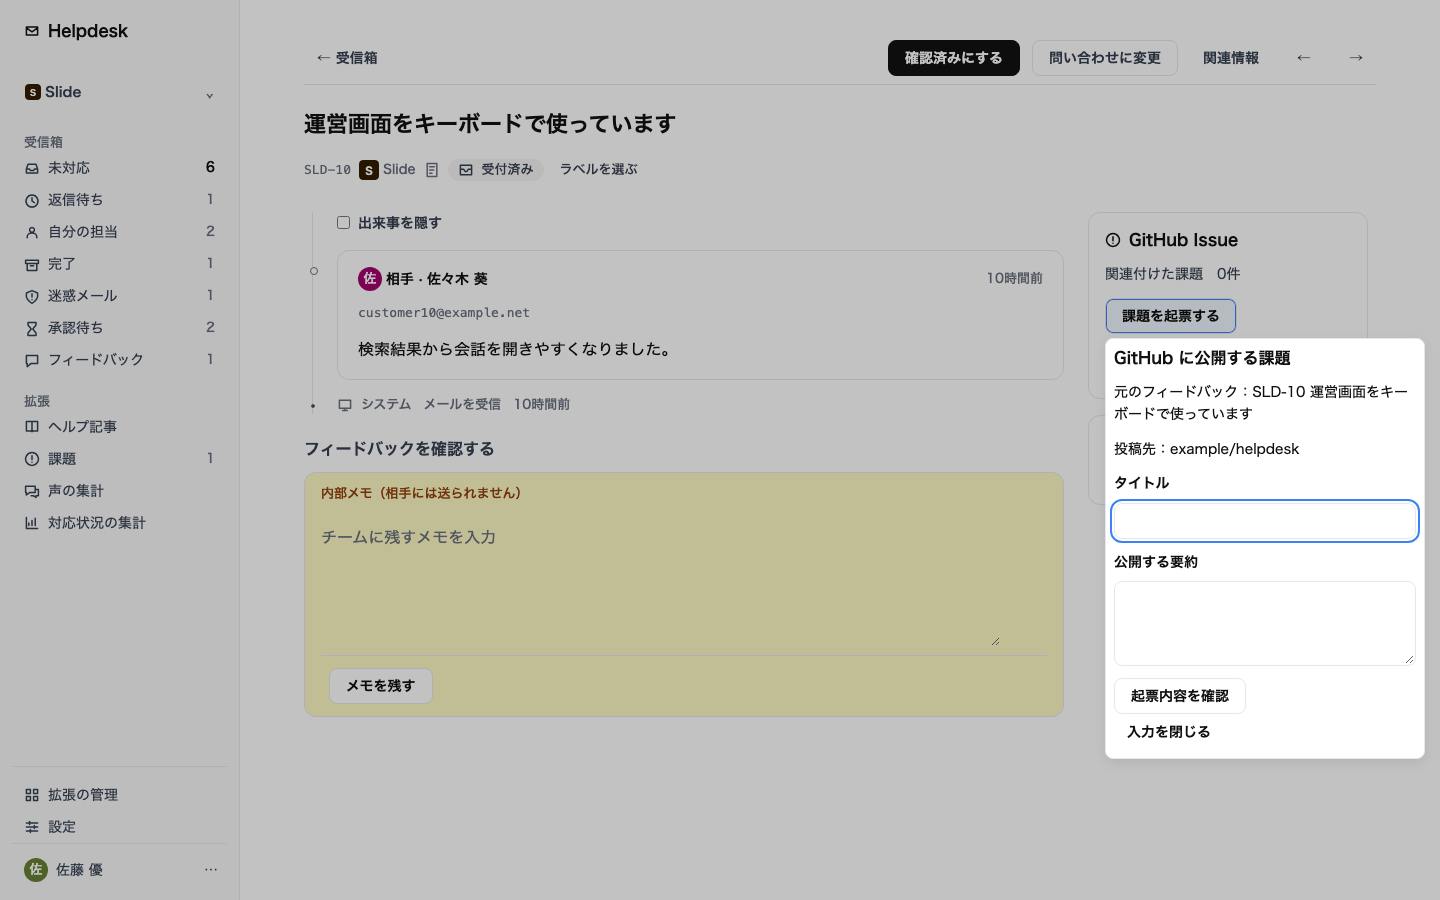 Helpdesk
S Slide
受信箱
未対応 6
返信待ち 1
自分の担当 2
完了 1
迷惑メール 1
承認待ち 2
フィードバック 1
拡張
ヘルプ記事
課題 1
声の集計
対応状況の集計
拡張の管理
設定
佐 佐藤 優 …
← 受信箱
確認済みにする
問い合わせに変更
関連情報
← →
運営画面をキーボードで使っています
SLD-10 S Slide 受付済み ラベルを選ぶ
出来事を隠す
佐 相手 · 佐々木 葵 10時間前
customer10@example.net
検索結果から会話を開きやすくなりました。
システム メールを受信 10時間前
フィードバックを確認する
内部メモ（相手には送られません）
チームに残すメモを入力
メモを残す
GitHub Issue
関連付けた課題 0件
課題を起票する
GitHub に公開する課題
元のフィードバック：SLD-10 運営画面をキー
ボードで使っています
投稿先：example/helpdesk
タイトル
公開する要約
起票内容を確認
入力を閉じる